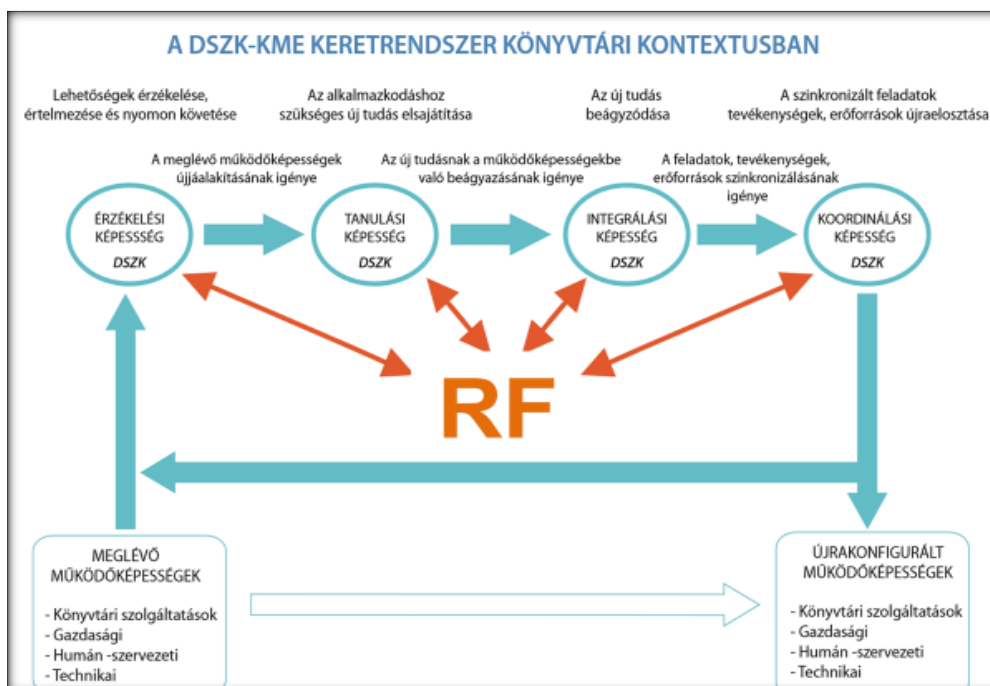 A DSZK-KME KERETRENDSZER KÖNYVTÁRI KONTEXTUSBAN
Lehetőségek érzékelése,
értelmezése és nyomon követése
Az alkalmazkodáshoz
szükséges új tudás elsajátítása
Az új tudás
beágyzódása
A szinkronizált feladatok
tevékenységek, erőforrások újraelosztása
A meglévő működőképességek
újjáalakításának igénye
Az új tudásnak a működőképességekbe
való beágyazásának igénye
A feladatok, tevékenységek,
erőforrások szinkronizálásának
igénye
ÉRZÉKELÉSI
KÉPESSSÉG
DSZK
TANULÁSI
KÉPESSÉG
DSZK
INTEGRÁLÁSI
KÉPESSÉG
DSZK
KOORDINÁLÁSI
KÉPESSÉG
DSZK
RF
MEGLÉVŐ
MŰKÖDŐKÉPESSÉGEK
- Könyvtári szolgáltatások
- Gazdasági
- Humán -szervezeti
- Technikai
ÚJRAKONFIGURÁLT
MŰKÖDŐKÉPESSÉGEK
- Könyvtári szolgáltatások
- Gazdasági
- Humán -szervezeti
- Technikai